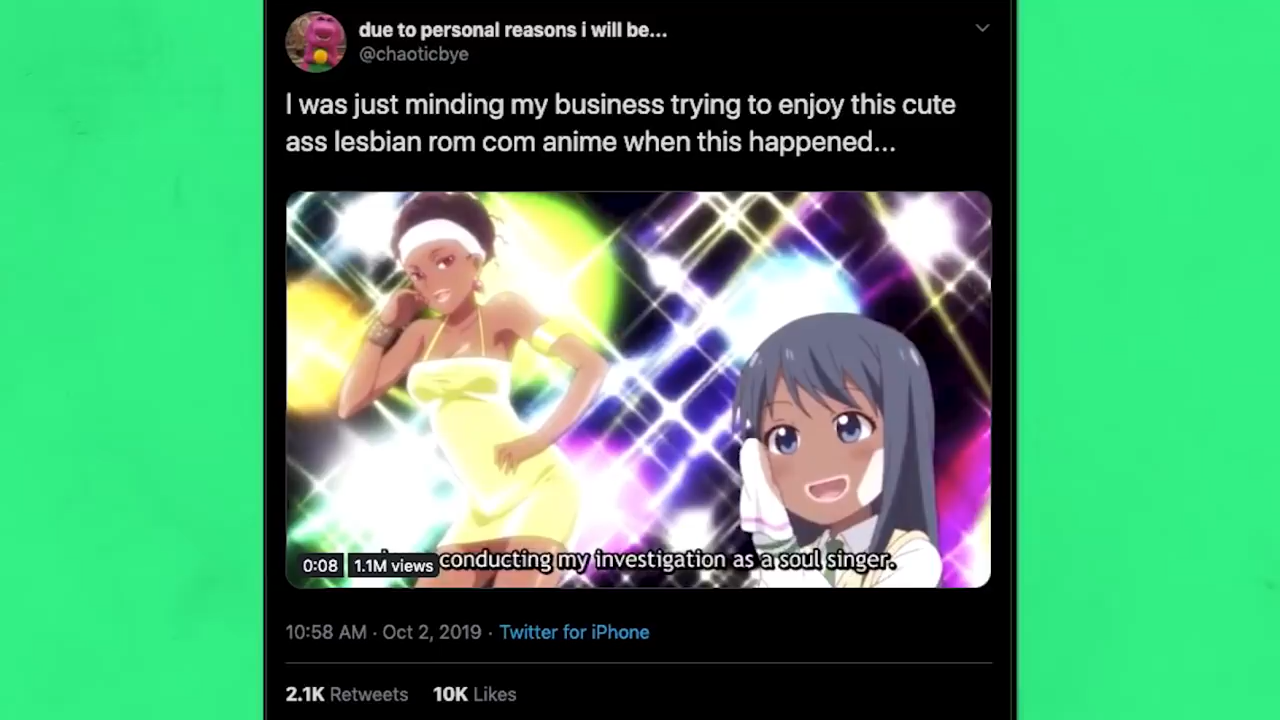 due to personal reasons i will be...
@chaoticbye
I was just minding my business trying to enjoy this cute
ass lesbian rom com anime when this happened...
0:08 1.1M views conducting my investigation as a soul singer.
10:58 AM · Oct 2, 2019 · Twitter for iPhone
2.1K Retweets 10K Likes